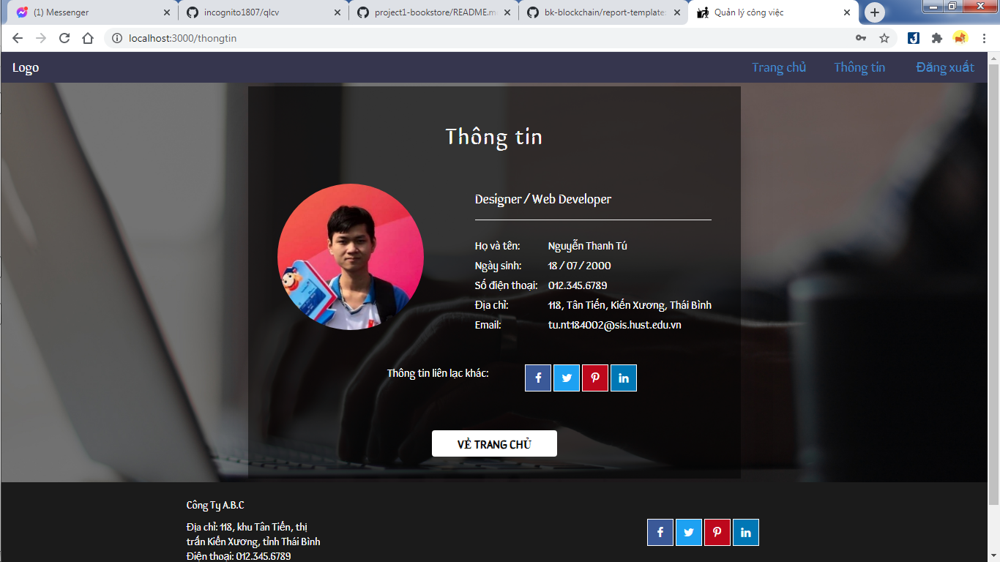 (1) Messenger
incognito1807/qlcv
project1-bookstore/README.m
bk-blockchain/report-template
Quản lý công việc
localhost:3000/thongtin
Logo
Trang chủ
Thông tin
Đăng xuất
Thông tin
Designer / Web Developer
Họ và tên: Nguyễn Thanh Tú
Ngày sinh: 18 / 07 / 2000
Số điện thoại: 012.345.6789
Địa chỉ: 118, Tân Tiến, Kiến Xương, Thái Bình
Email: tu.nt184002@sis.hust.edu.vn
Thông tin liên lạc khác:
VỀ TRANG CHỦ
Công Ty A.B.C
Địa chỉ: 118, khu Tân Tiến, thị
trấn Kiến Xương, tỉnh Thái Bình
Điện thoại: 012.345.6789